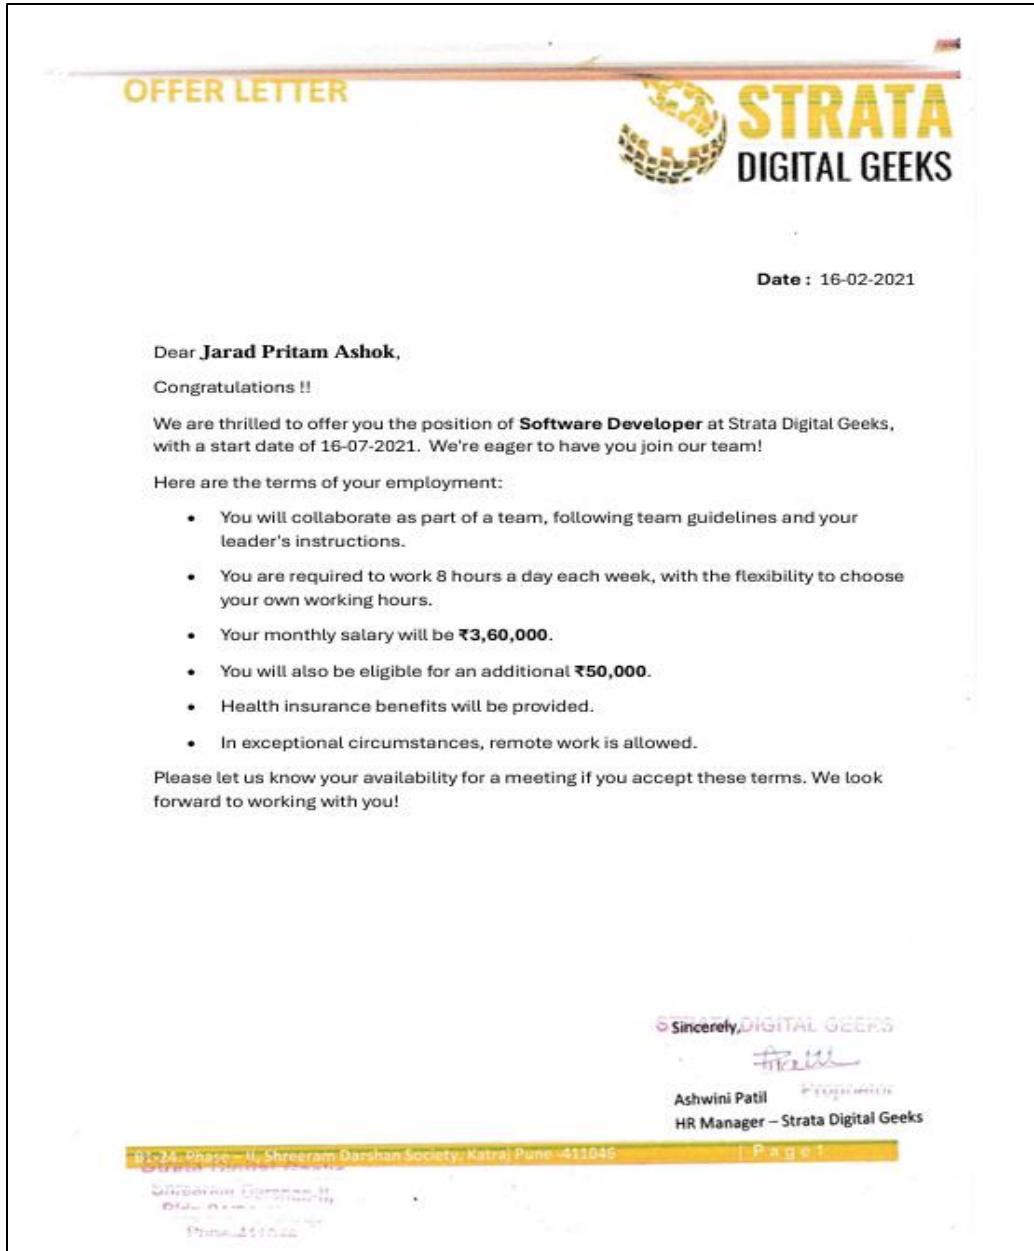 OFFER LETTER
STRATA
DIGITAL GEEKS
Date : 16-02-2021
Dear Jarad Pritam Ashok,
Congratulations !!
We are thrilled to offer you the position of Software Developer at Strata Digital Geeks,
with a start date of 16-07-2021. We're eager to have you join our team!
Here are the terms of your employment:
• You will collaborate as part of a team, following team guidelines and your
leader's instructions.
• You are required to work 8 hours a day each week, with the flexibility to choose
your own working hours.
• Your monthly salary will be ₹3,60,000.
• You will also be eligible for an additional ₹50,000.
• Health insurance benefits will be provided.
• In exceptional circumstances, remote work is allowed.
Please let us know your availability for a meeting if you accept these terms. We look
forward to working with you!
STRATA DIGITAL GEEKS
Sincerely,
Proprietor
Ashwini Patil
HR Manager – Strata Digital Geeks
B1-24, Phase – II, Shreeram Darshan Society, Katraj Pune -411046 | Page 1
Strata Digital Geeks
Pune-411046